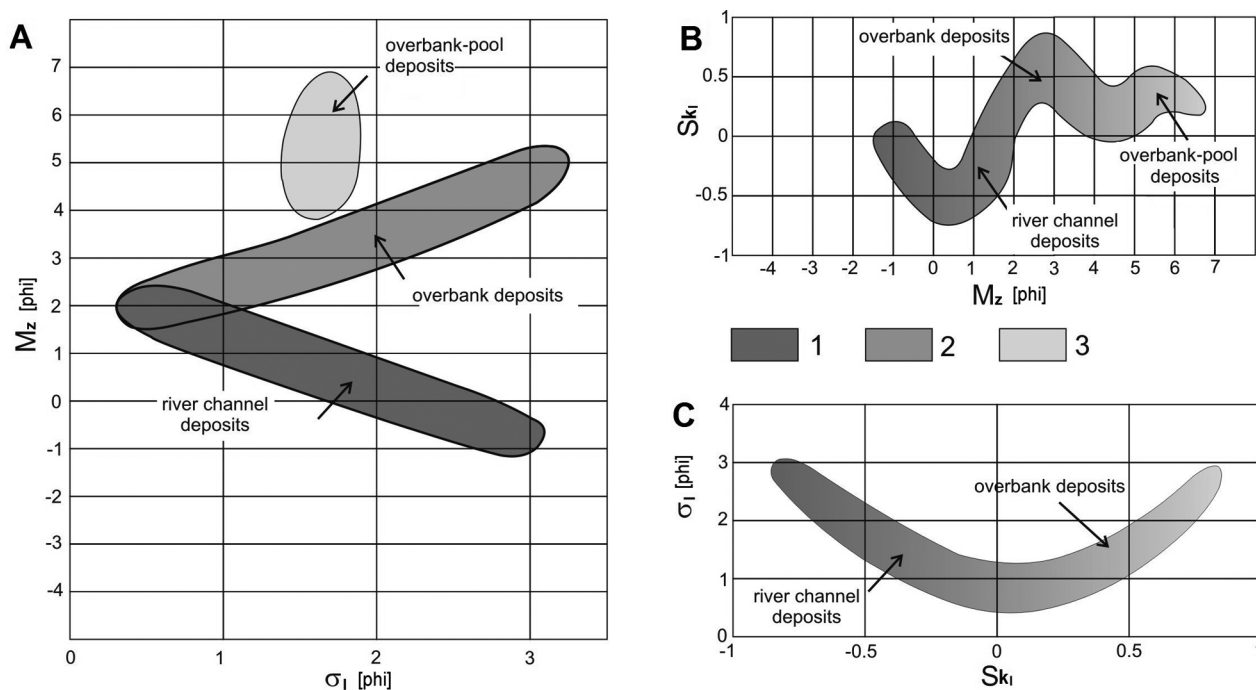 A
7
6
5
4
3
2
1
0
-1
-2
-3
-4
Mz [phi]
overbank-pool
deposits
overbank deposits
river channel
deposits
0
1
2
3
σI [phi]
B
1
0.5
0
-0.5
-1
SkI
overbank deposits
overbank-pool
deposits
river channel
deposits
-4
-3
-2
-1
0
1
2
3
4
5
6
7
Mz [phi]
1
2
3
C
4
3
2
1
0
σI [phi]
overbank deposits
river channel
deposits
-1
-0.5
0
0.5
SkI